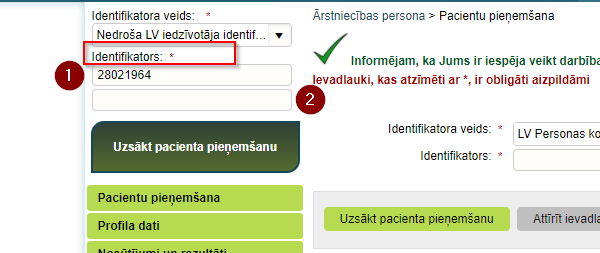 Identifikatora veids: *
Nedroša LV iedzīvotāja identif...
Identifikators: *
1
28021964
2
Uzsākt pacienta pieņemšanu
Pacientu pieņemšana
Profila dati
Nosūtījumi un rezultāti
Ārstniecības persona > Pacientu pieņemšana
Informējam, ka Jums ir iespēja veikt darbība
Ievadlauki, kas atzīmēti ar *, ir obligāti aizpildāmi
Identifikatora veids: *
LV Personas ko
Identifikators: *
Uzsākt pacienta pieņemšanu
Attīrīt ievadla